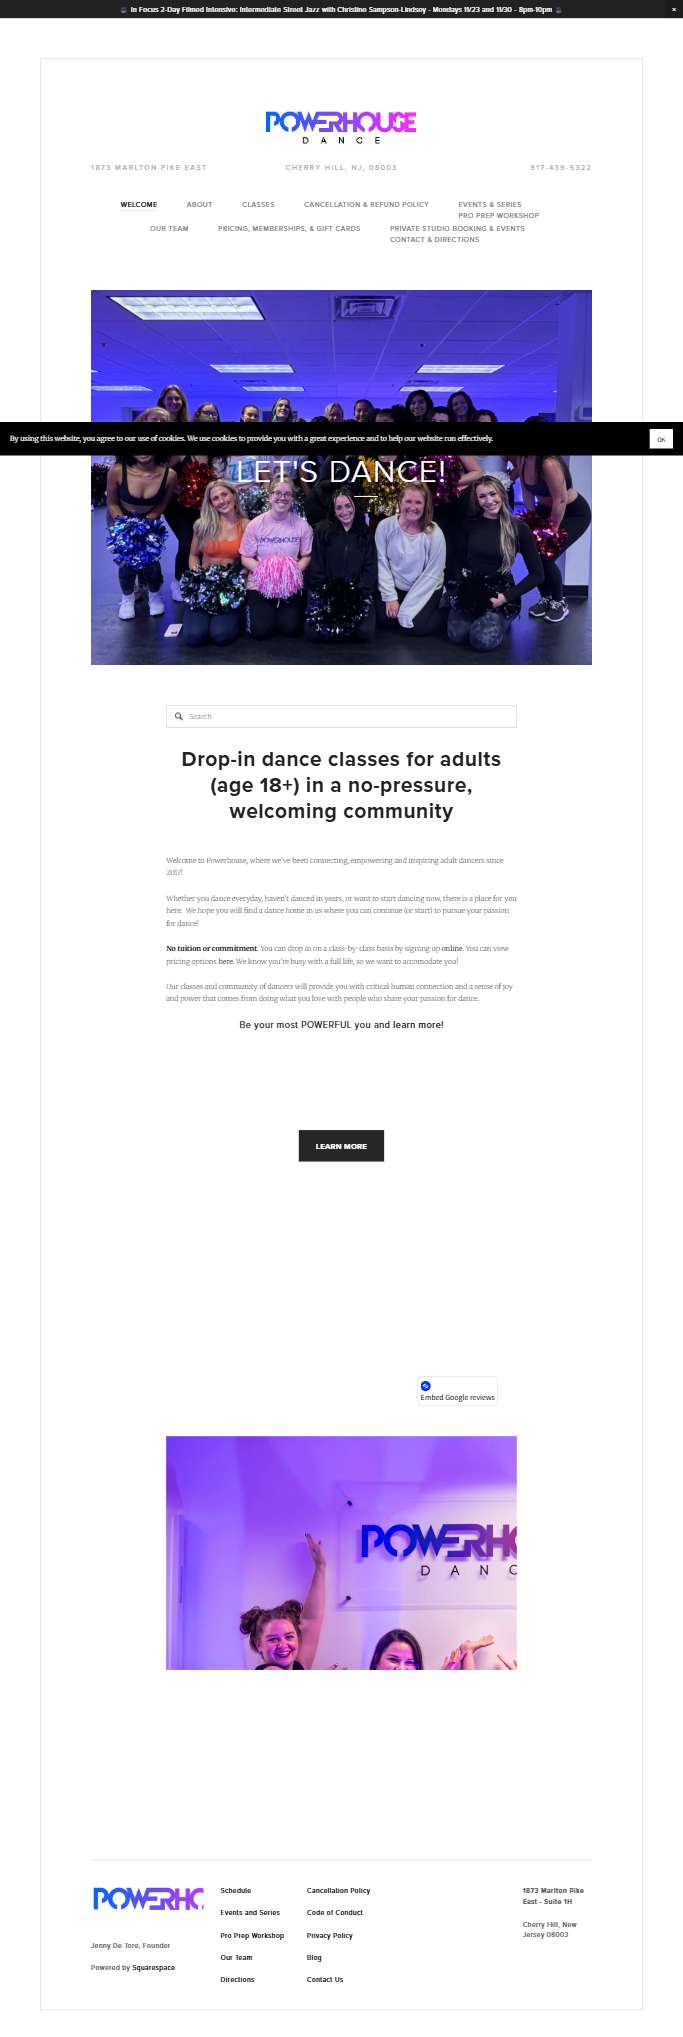 In Focus 2-Day Filmed Intensive: Intermediate Street Jazz with Christina Sampson-Lindsey - Mondays 11/23 and 11/30 - 8pm-10pm
×
POWERHOUSE
DANCE
1873 MARLTON PIKE EAST
CHERRY HILL, NJ, 08003
917-439-5322
WELCOME
ABOUT
CLASSES
CANCELLATION & REFUND POLICY
EVENTS & SERIES
PRO PREP WORKSHOP
OUR TEAM
PRICING, MEMBERSHIPS, & GIFT CARDS
PRIVATE STUDIO BOOKING & EVENTS
CONTACT & DIRECTIONS
By using this website, you agree to our use of cookies. We use cookies to provide you with a great experience and to help our website run effectively.
OK
LET'S DANCE!
POWERHOUSE
Search
Drop-in dance classes for adults
(age 18+) in a no-pressure,
welcoming community
Welcome to Powerhouse, where we've been connecting, empowering and inspiring adult dancers since
2017!
Whether you dance everyday, haven't danced in years, or want to start dancing now, there is a place for you
here. We hope you will find a dance home in us where you can continue (or start) to pursue your passion
for dance!
No tuition or commitment. You can drop in on a class-by-class basis by signing up online. You can view
pricing options here. We know you're busy with a full life, so we want to accomodate you!
Our classes and community of dancers will provide you with critical human connection and a sense of joy
and power that comes from doing what you love with people who share your passion for dance.
Be your most POWERFUL you and learn more!
LEARN MORE
Embed Google reviews
POWERHO
DANC
POWERHO
Jenny De Tore, Founder
Powered by Squarespace
Schedule
Events and Series
Pro Prep Workshop
Our Team
Directions
Cancellation Policy
Code of Conduct
Privacy Policy
Blog
Contact Us
1873 Marlton Pike
East - Suite 1H
Cherry Hill, New
Jersey 08003